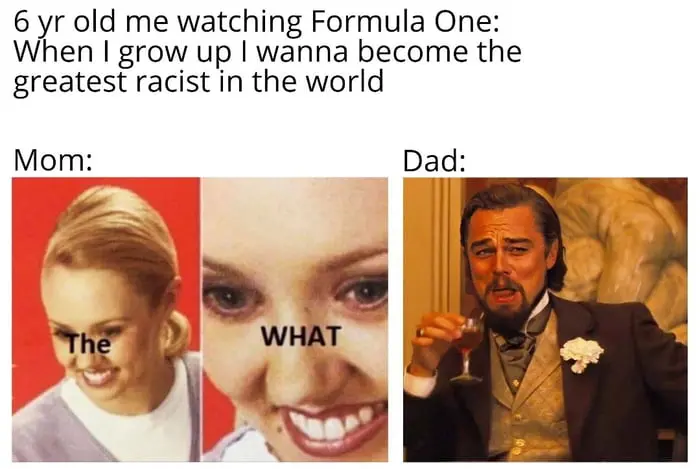 6 yr old me watching Formula One:
When I grow up I wanna become the
greatest racist in the world
Mom:
Dad:
The
WHAT